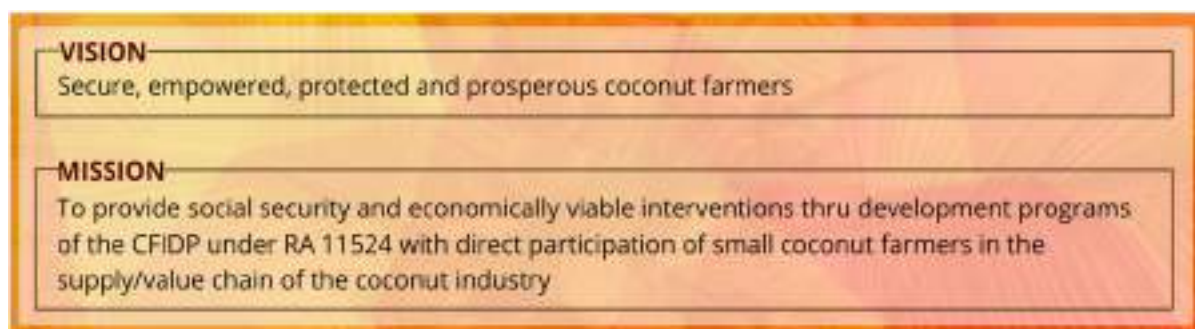 VISION
Secure, empowered, protected and prosperous coconut farmers
MISSION
To provide social security and economically viable interventions thru development programs
of the CFIDP under RA 11524 with direct participation of small coconut farmers in the
supply/value chain of the coconut industry